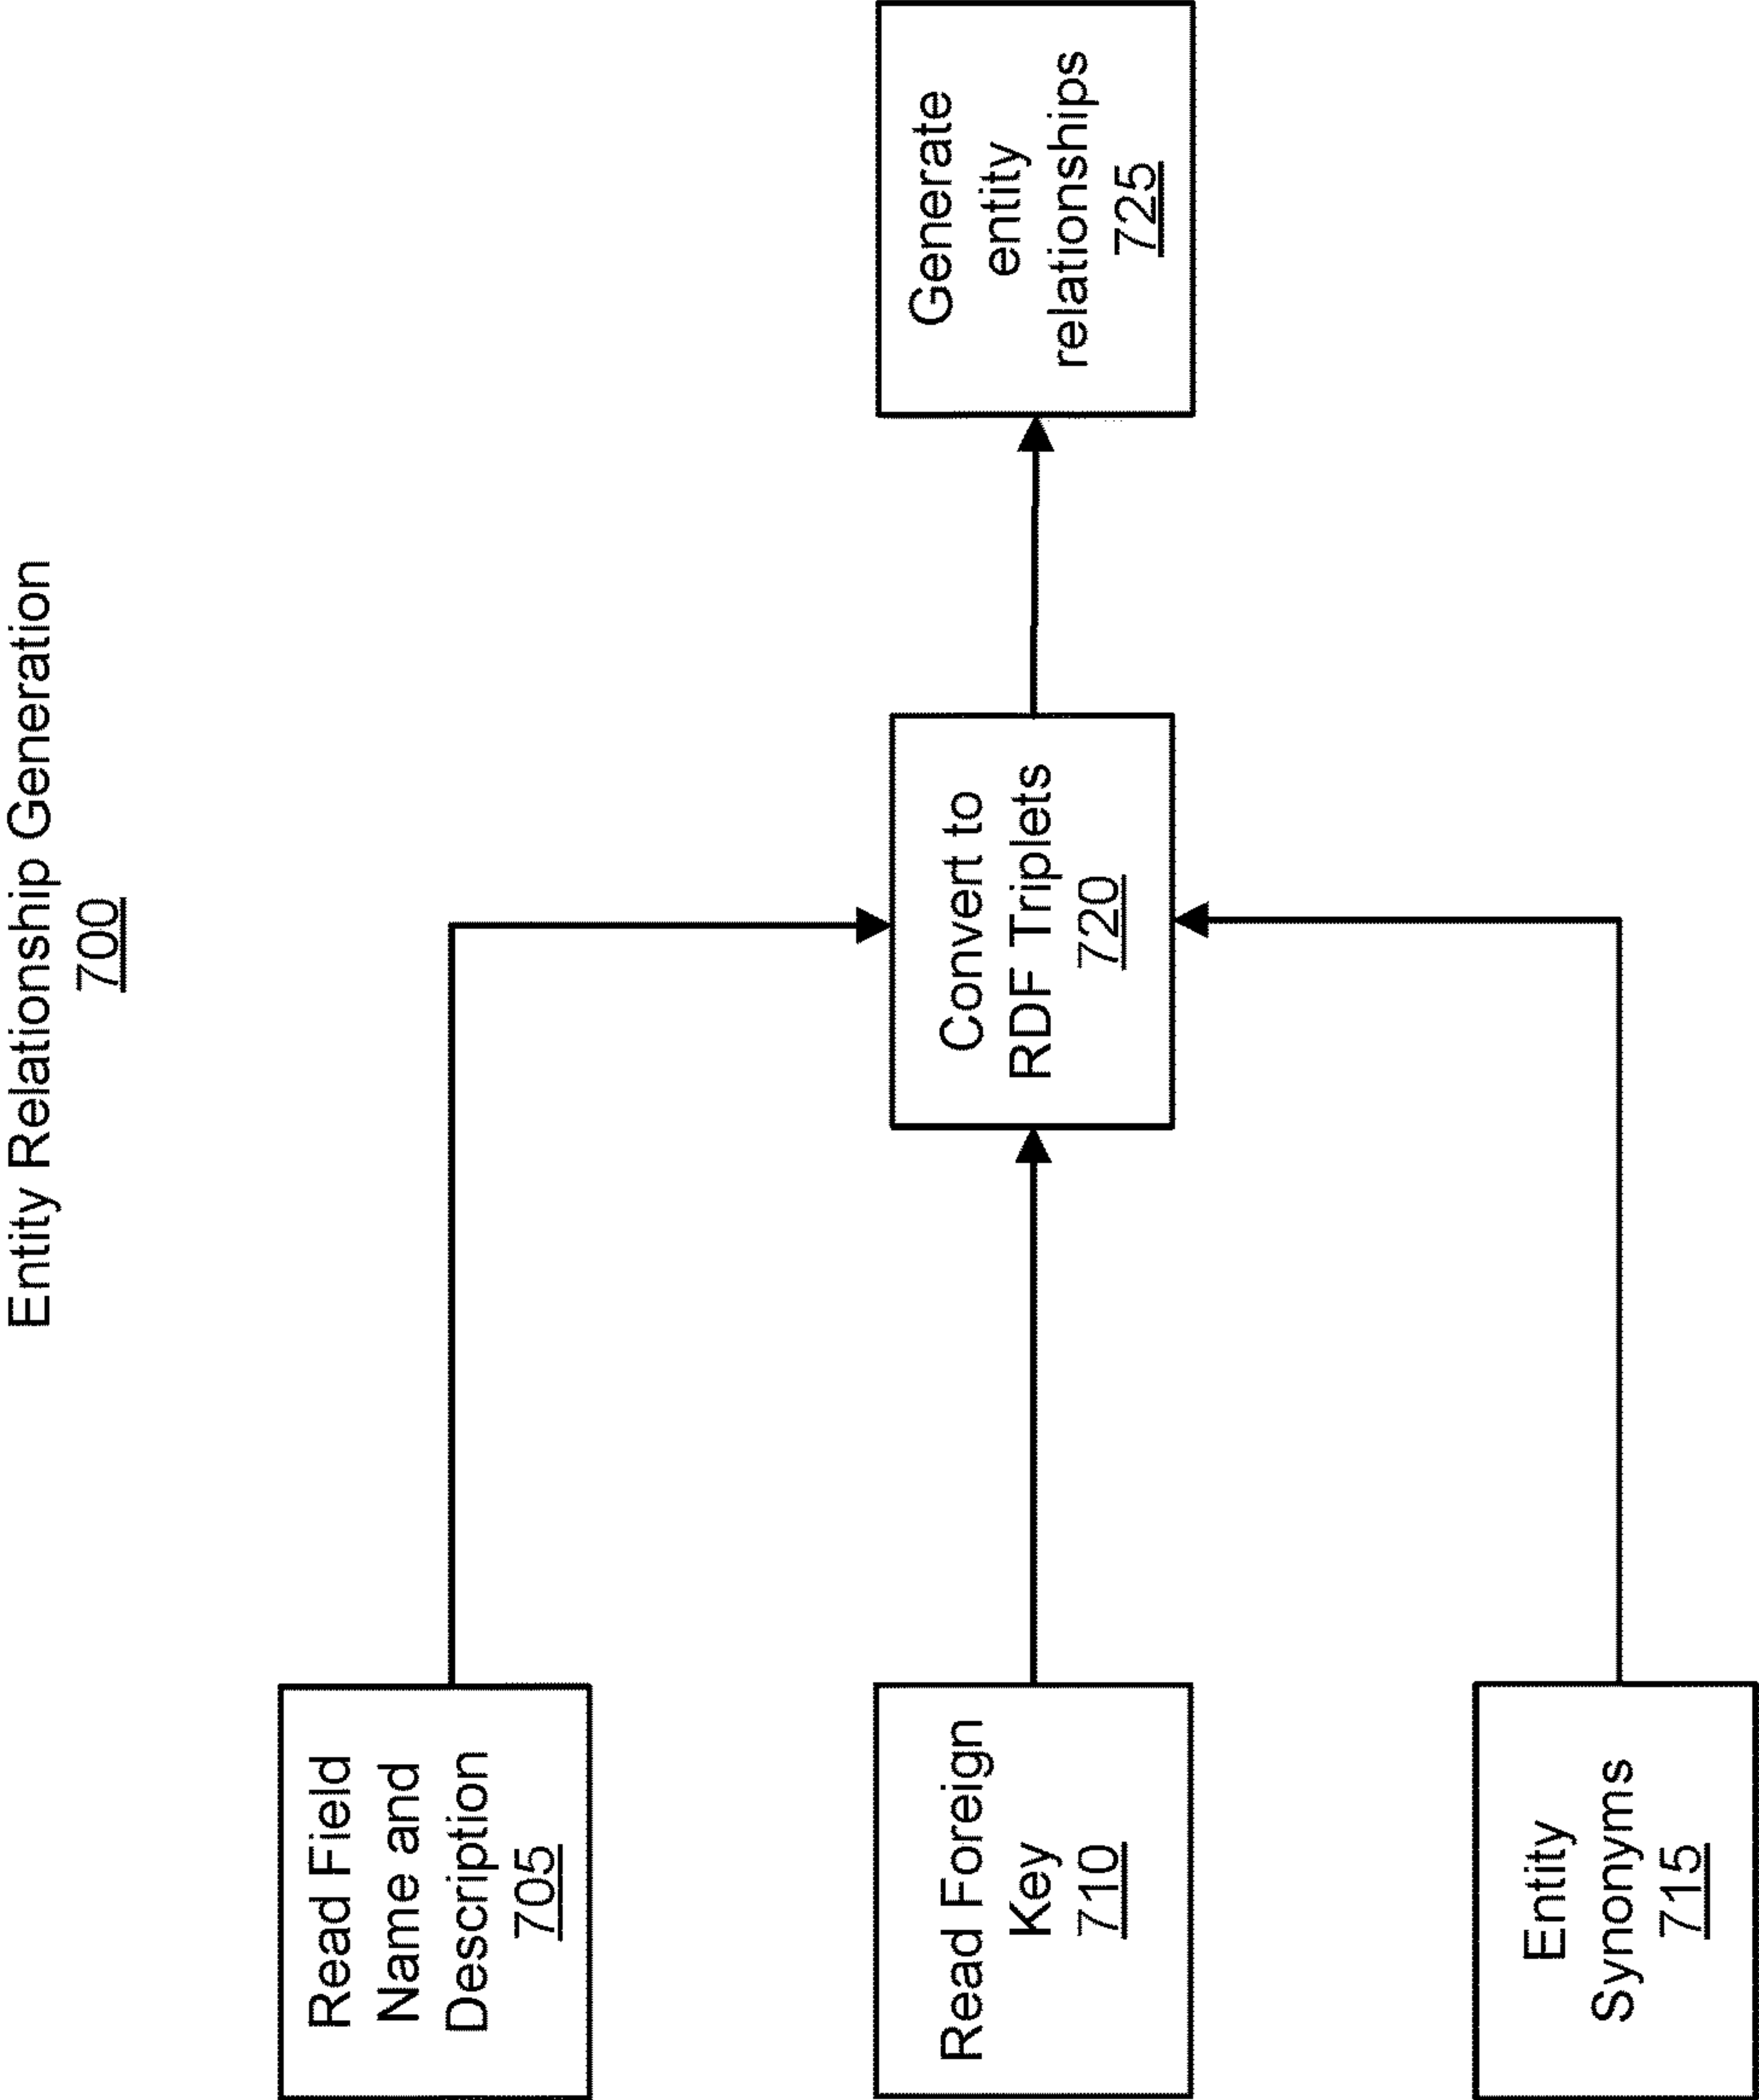 Entity Relationship Generation
700
Read Field
Name and
Description
705
Read Foreign
Key
710
Entity
Synonyms
715
Convert to
RDF Triplets
720
Generate
entity
relationships
725